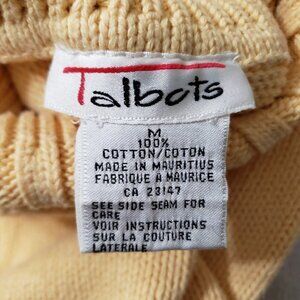 Talbots
M
100%
COTTON/COTON
MADE IN MAURITIUS
FABRIQUE A MAURICE
CA 23147
SEE SIDE SEAM FOR
CARE
VOIR INSTRUCTIONS
SUR LA COUTURE
LATERALE